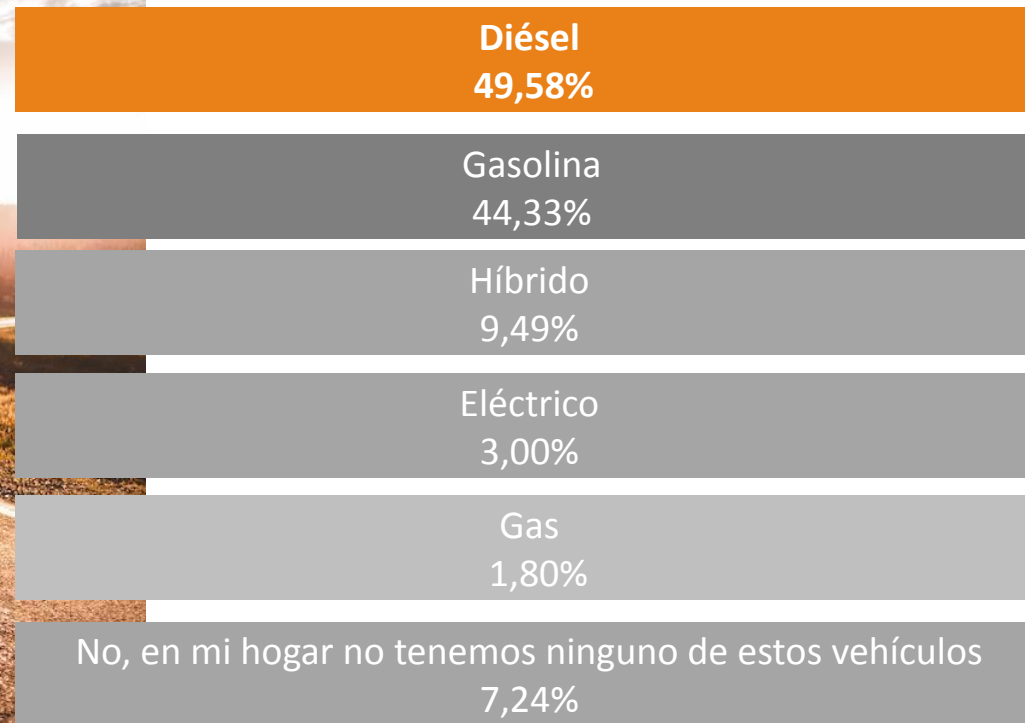 Diésel
49,58%
Gasolina
44,33%
Híbrido
9,49%
Eléctrico
3,00%
Gas
1,80%
No, en mi hogar no tenemos ninguno de estos vehículos
7,24%